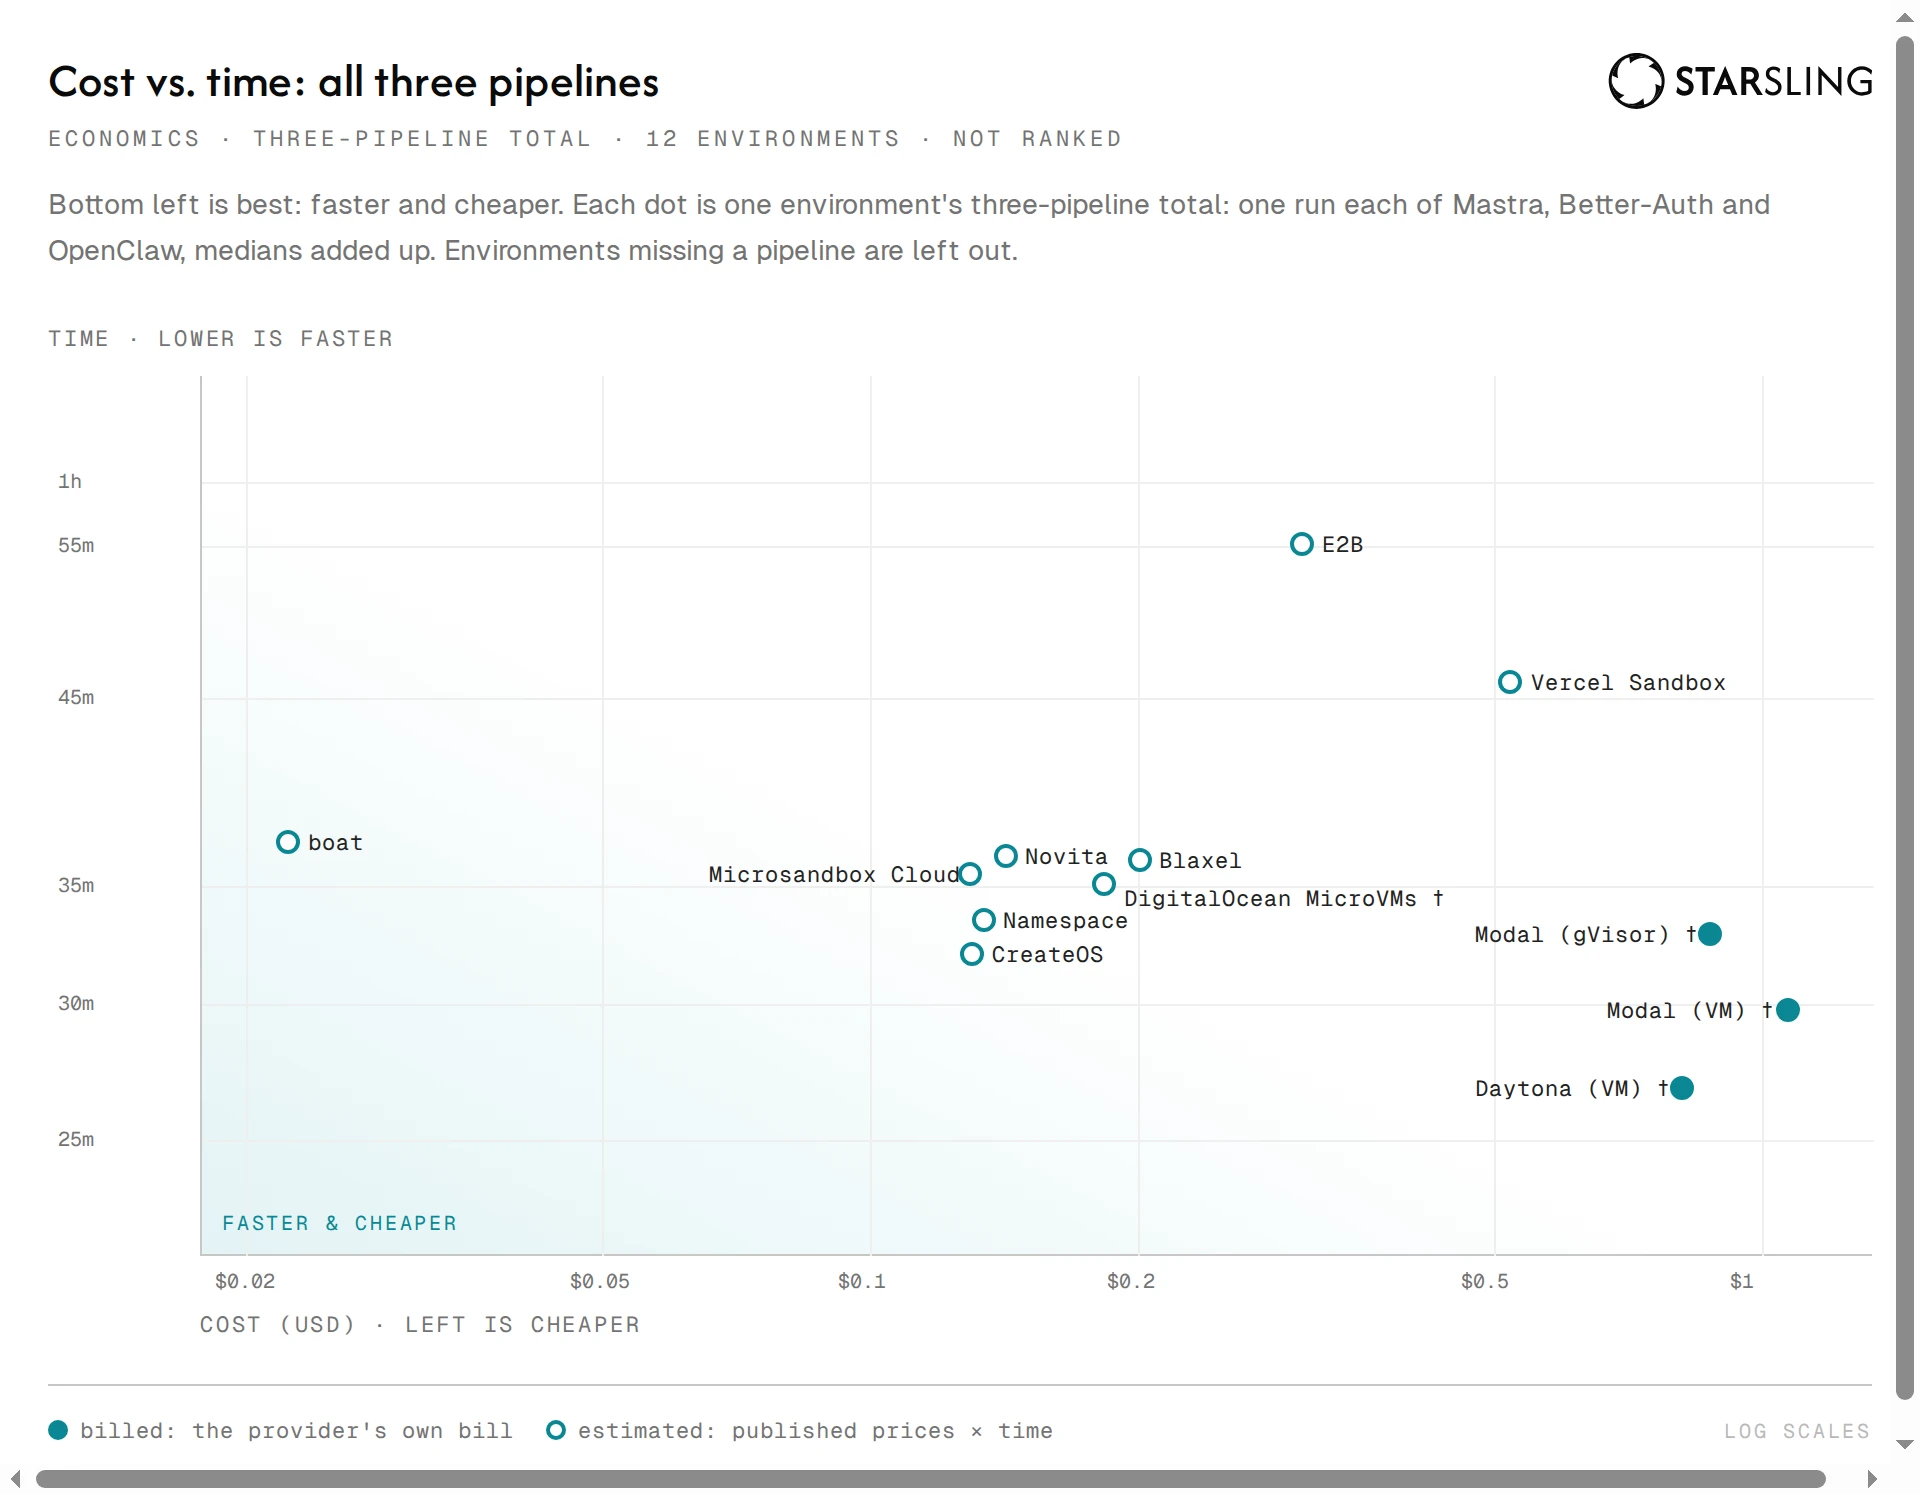 Cost vs. time: all three pipelines
STARSLING
ECONOMICS · THREE-PIPELINE TOTAL · 12 ENVIRONMENTS · NOT RANKED
Bottom left is best: faster and cheaper. Each dot is one environment's three-pipeline total: one run each of Mastra, Better-Auth and
OpenClaw, medians added up. Environments missing a pipeline are left out.
TIME · LOWER IS FASTER
1h
55m
E2B
45m
Vercel Sandbox
boat
Novita
Blaxel
Microsandbox Cloud
35m
DigitalOcean MicroVMs †
Namespace
Modal (gVisor) †
CreateOS
30m
Modal (VM) †
Daytona (VM) †
25m
FASTER & CHEAPER
$0.02 $0.05 $0.1 $0.2 $0.5 $1
COST (USD) · LEFT IS CHEAPER
billed: the provider's own bill estimated: published prices × time
LOG SCALES